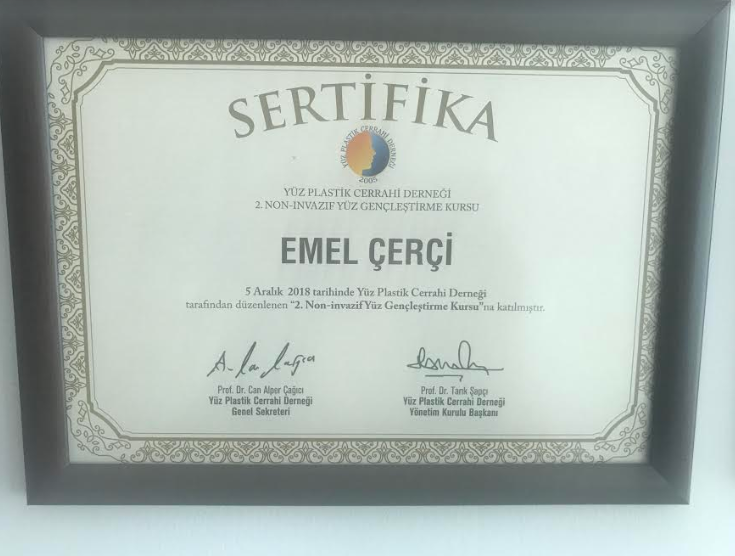 SERTİFİKA
YÜZ PLASTİK CERRAHİ DERNEĞİ
2005
YÜZ PLASTİK CERRAHİ DERNEĞİ
2. NON-INVAZIF YÜZ GENÇLEŞTİRME KURSU
EMEL ÇERÇİ
5 Aralık 2018 tarihinde Yüz Plastik Cerrahi Derneği
tarafından düzenlenen "2. Non-invazif Yüz Gençleştirme Kursu"na katılmıştır.
Prof. Dr. Can Alper Çağıcı
Yüz Plastik Cerrahi Derneği
Genel Sekreteri
Prof. Dr. Tarık Şapçı
Yüz Plastik Cerrahi Derneği
Yönetim Kurulu Başkanı